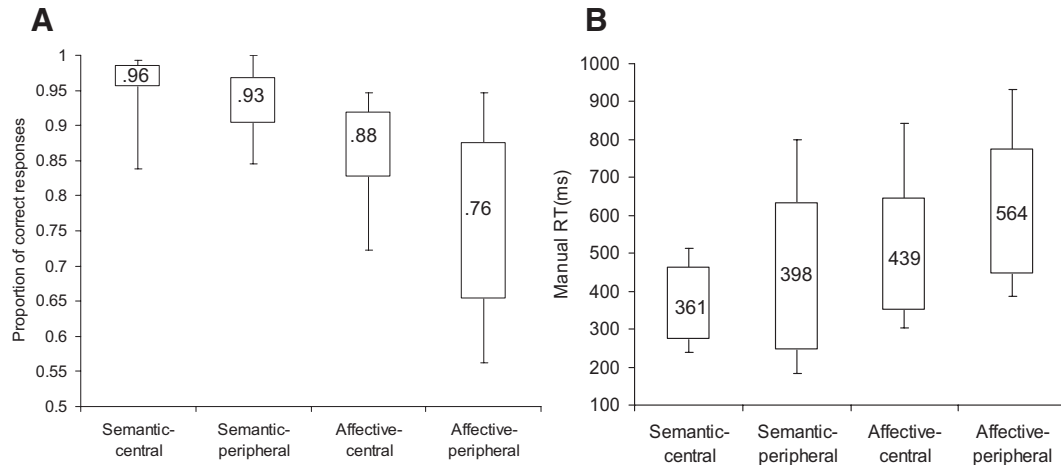 A
Proportion of correct responses
1
0.95
0.9
0.85
0.8
0.75
0.7
0.65
0.6
0.55
0.5
.96
.93
.88
.76
Semantic-
central
Semantic-
peripheral
Affective-
central
Affective-
peripheral
B
Manual RT(ms)
1000
900
800
700
600
500
400
300
200
100
361
398
439
564
Semantic-
central
Semantic-
peripheral
Affective-
central
Affective-
peripheral